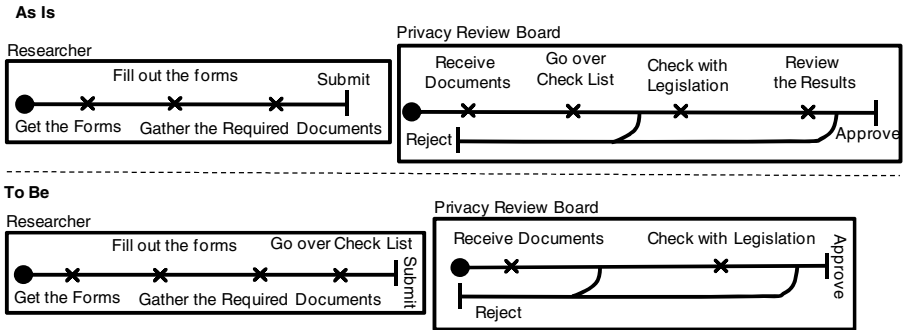 As Is
Researcher
Fill out the forms
Submit
Get the Forms
Gather the Required Documents
Privacy Review Board
Receive
Documents
Go over
Check List
Check with
Legislation
Review
the Results
Reject
Approve
To Be
Researcher
Fill out the forms
Go over Check List
Submit
Get the Forms
Gather the Required Documents
Privacy Review Board
Receive Documents
Check with Legislation
Approve
Reject